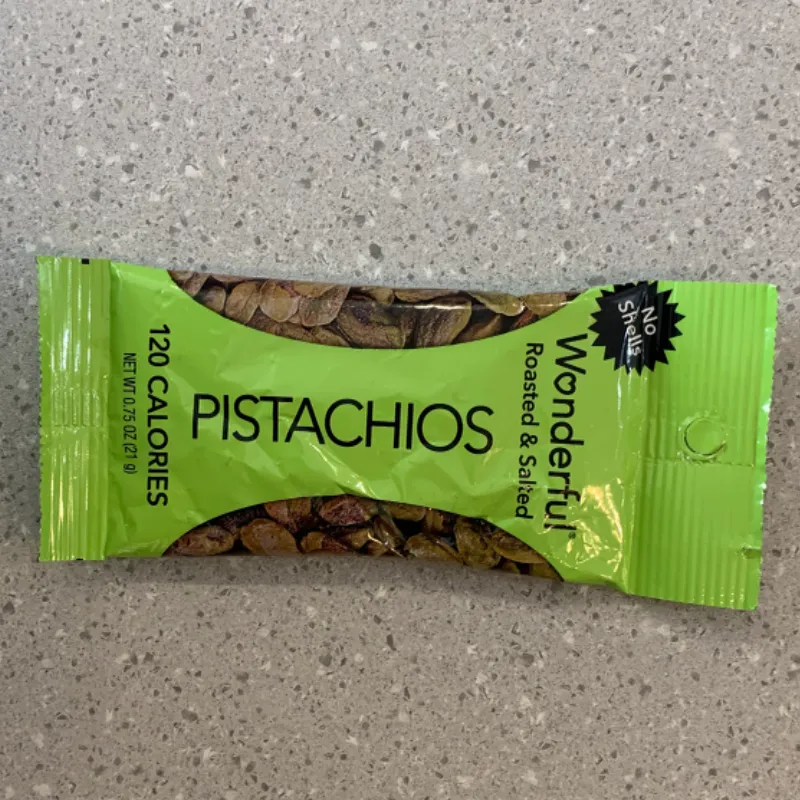 No
Shells
Wonderful®
Roasted & Salted
PISTACHIOS
120 CALORIES
NET WT 0.75 OZ (21 g)